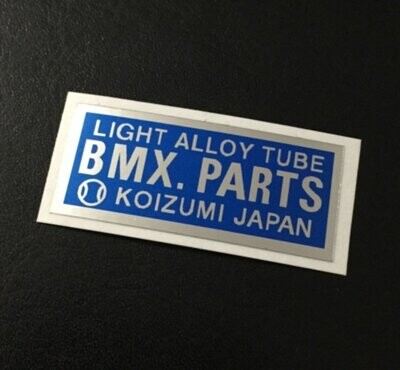 LIGHT ALLOY TUBE
BMX. PARTS
KOIZUMI JAPAN